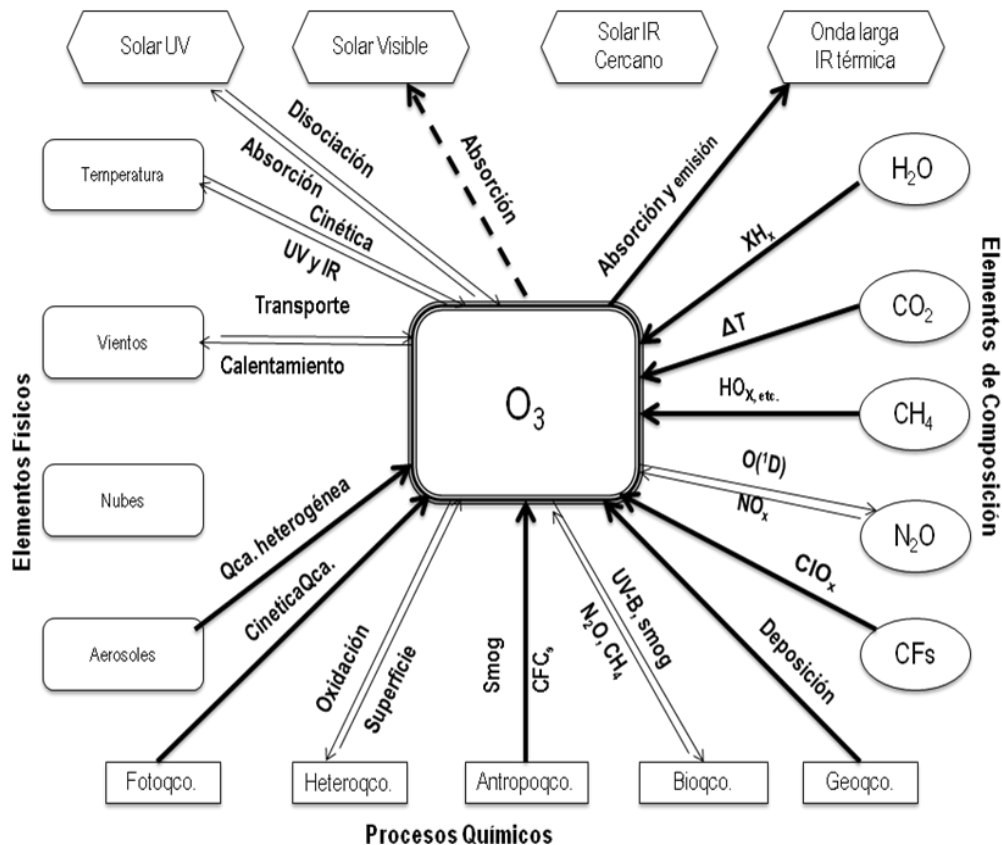 Solar UV
Solar Visible
Solar IR
Cercano
Onda larga
IR térmica
Disociación
Absorción
Absorción
Absorción y emisión
Temperatura
Cinética
UV y IR
H₂O
XHₓ
Transporte
Vientos
Calentamiento
CO₂
ΔT
Elementos Físicos
Elementos de Composición
O₃
HOₓ, etc.
CH₄
Nubes
O(¹D)
NOₓ
N₂O
Qca. heterogénea
CineticaQca.
Aerosoles
Oxidación
Superficie
Smog
CFCₛ
UV-B, smog
N₂O, CH₄
Deposición
ClOₓ
CFs
Fotoqco.
Heteroqco.
Antropoqco.
Bioqco.
Geoqco.
Procesos Químicos